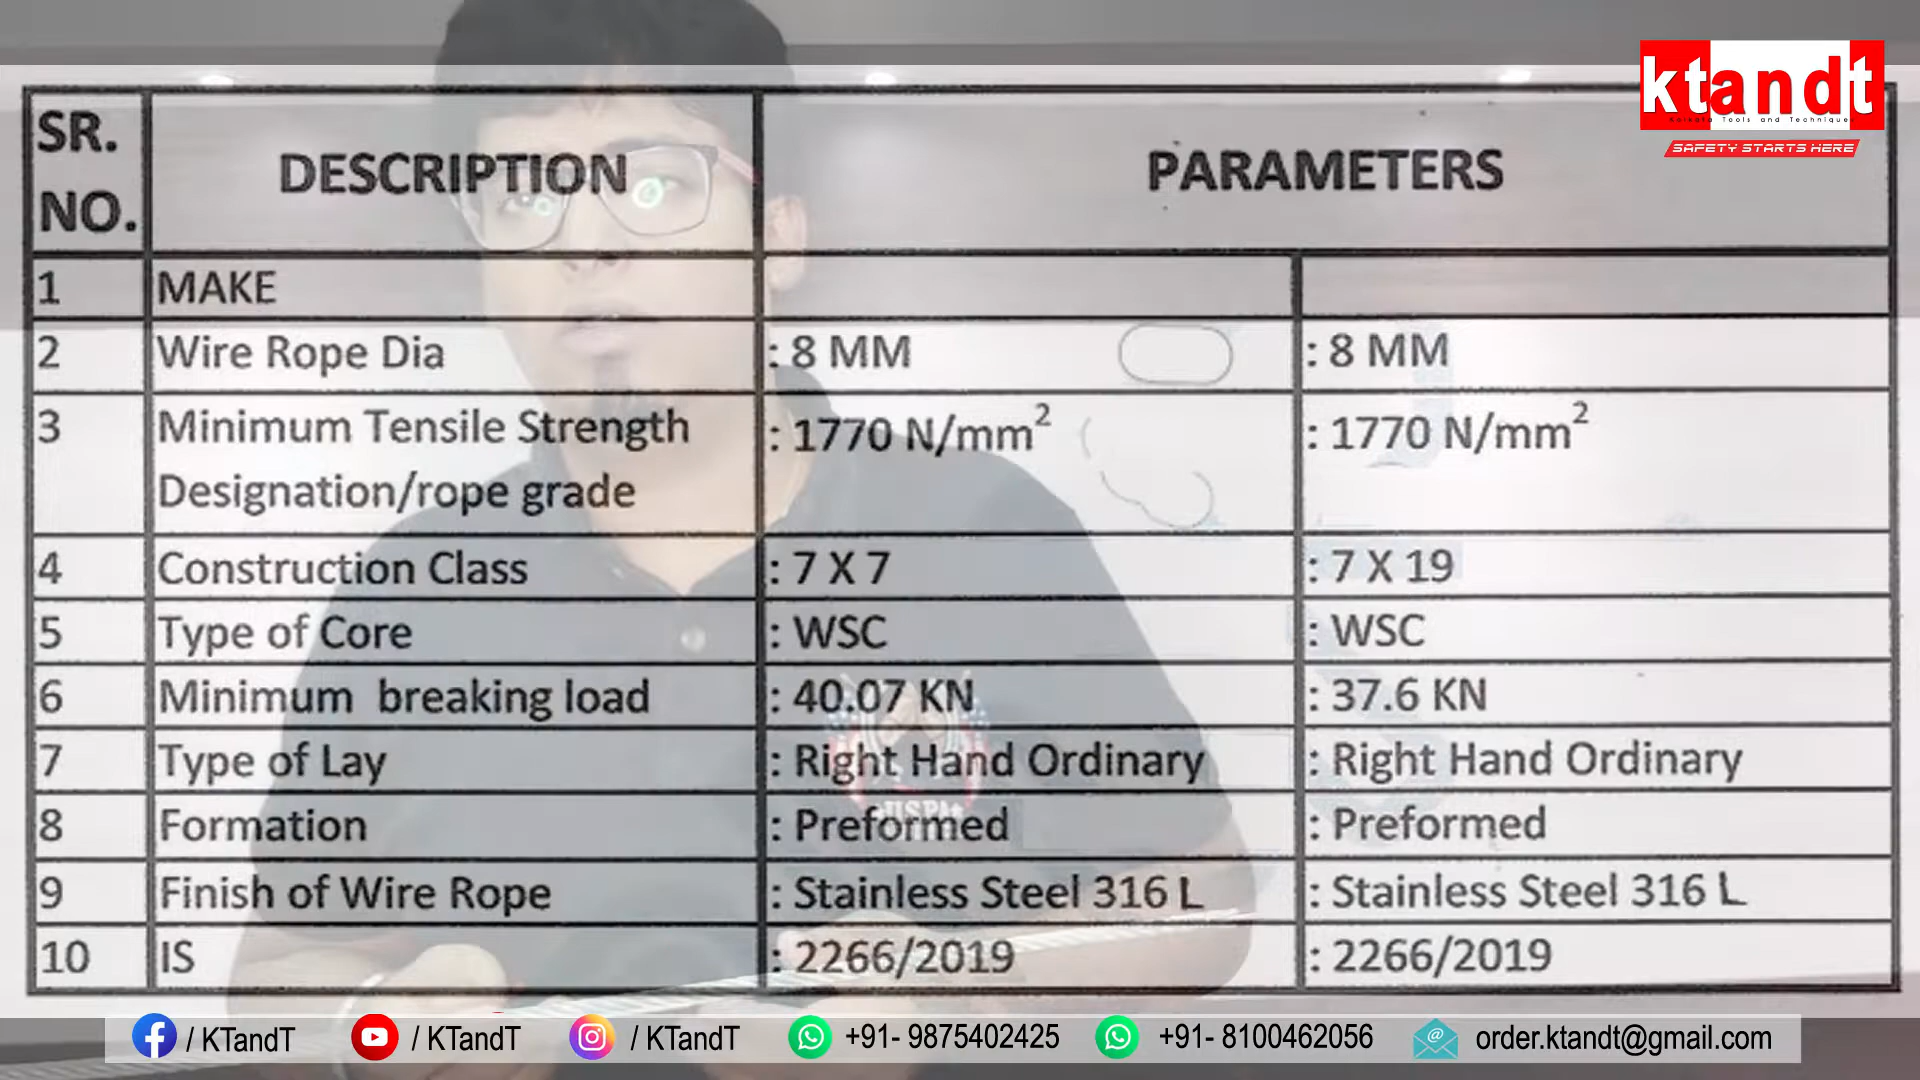 ktandt
Kolkata Tools and Techniques
SAFETY STARTS HERE
SR. NO. DESCRIPTION PARAMETERS
1 MAKE
2 Wire Rope Dia : 8 MM : 8 MM
3 Minimum Tensile Strength Designation/rope grade : 1770 N/mm² : 1770 N/mm²
4 Construction Class : 7 X 7 : 7 X 19
5 Type of Core : WSC : WSC
6 Minimum breaking load : 40.07 KN : 37.6 KN
7 Type of Lay : Right Hand Ordinary : Right Hand Ordinary
8 Formation : Preformed : Preformed
9 Finish of Wire Rope : Stainless Steel 316 L : Stainless Steel 316 L
10 IS : 2266/2019 : 2266/2019
/ KTandT / KTandT / KTandT +91- 9875402425 +91- 8100462056 order.ktandt@gmail.com